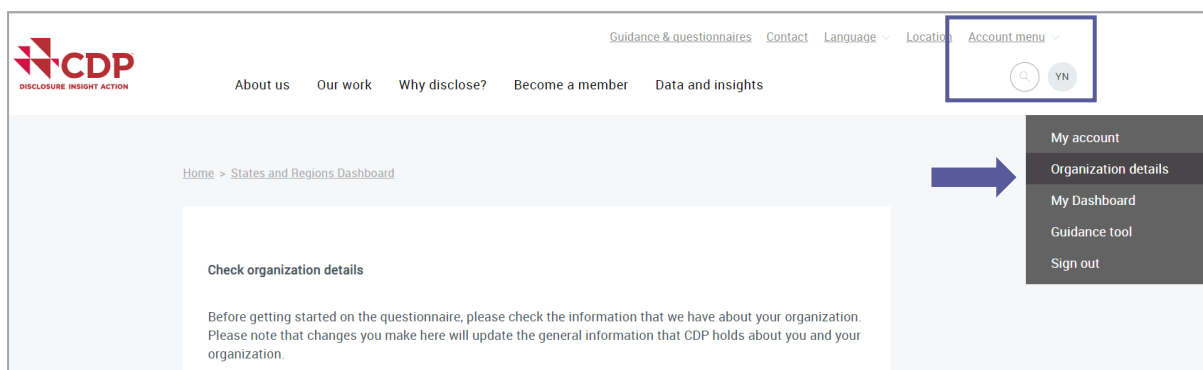 Guidance & questionnaires Contact Language Location Account menu
CDP
DISCLOSURE INSIGHT ACTION
About us Our work Why disclose? Become a member Data and insights
YN
My account
Organization details
My Dashboard
Guidance tool
Sign out
Home > States and Regions Dashboard
Check organization details
Before getting started on the questionnaire, please check the information that we have about your organization.
Please note that changes you make here will update the general information that CDP holds about you and your
organization.